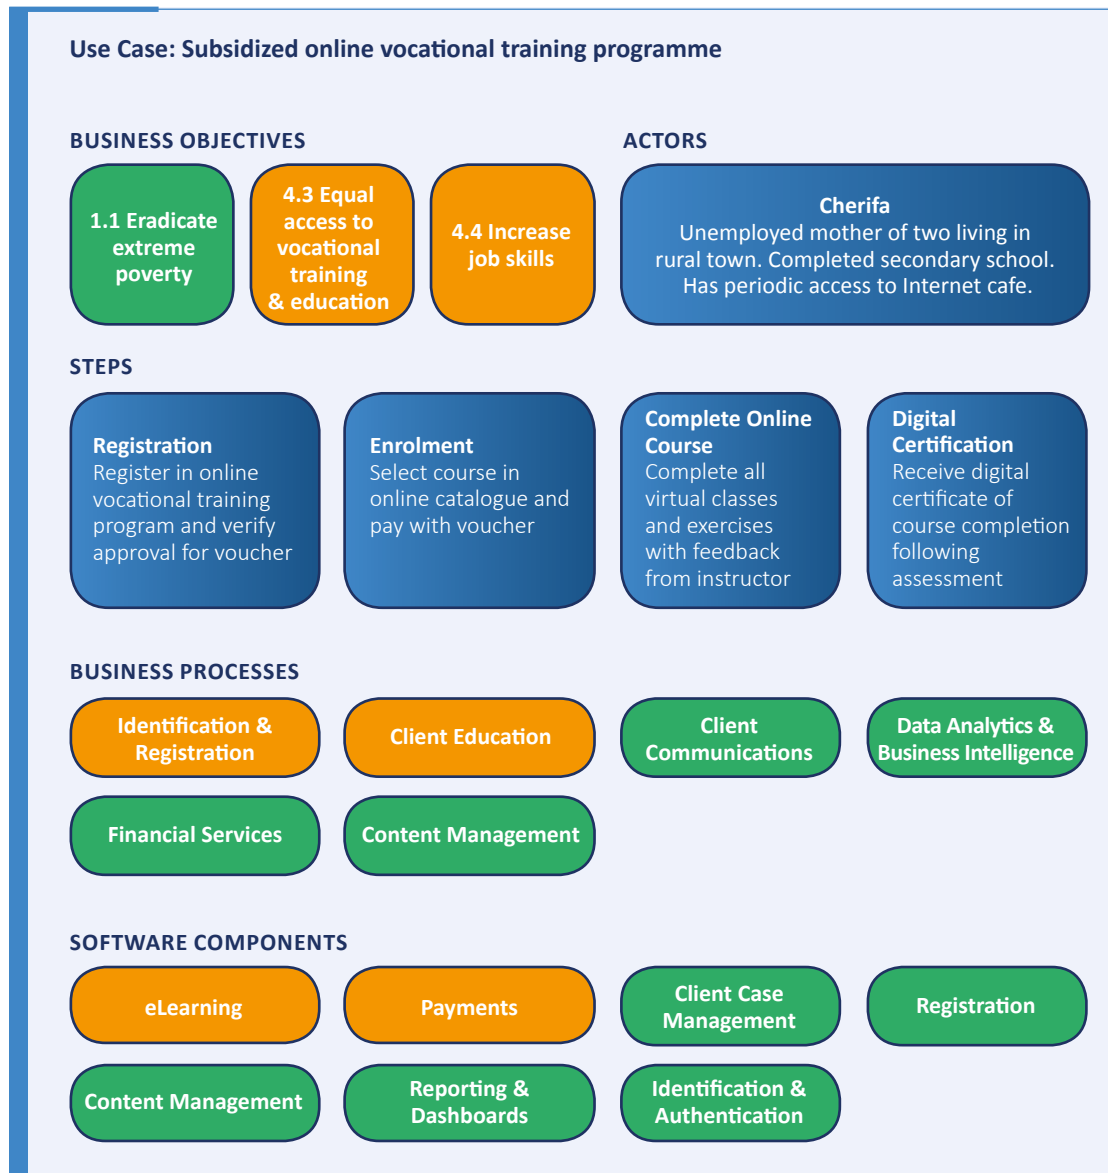 Use Case: Subsidized online vocational training programme
BUSINESS OBJECTIVES
1.1 Eradicate
extreme
poverty
4.3 Equal
access to
vocational
training
& education
4.4 Increase
job skills
ACTORS
Cherifa
Unemployed mother of two living in
rural town. Completed secondary school.
Has periodic access to Internet cafe.
STEPS
Registration
Register in online
vocational training
program and verify
approval for voucher
Enrolment
Select course in
online catalogue and
pay with voucher
Complete Online
Course
Complete all
virtual classes
and exercises
with feedback
from instructor
Digital
Certification
Receive digital
certificate of
course completion
following
assessment
BUSINESS PROCESSES
Identification &
Registration
Client Education
Client
Communications
Data Analytics &
Business Intelligence
Financial Services
Content Management
SOFTWARE COMPONENTS
eLearning
Payments
Client Case
Management
Registration
Content Management
Reporting &
Dashboards
Identification &
Authentication